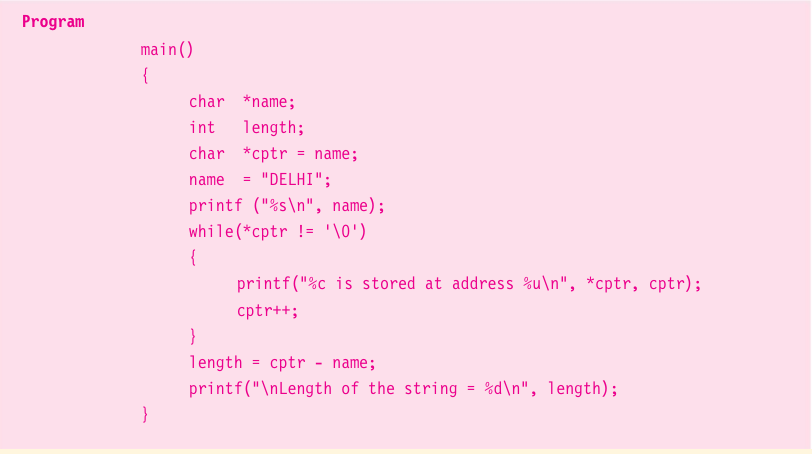 Program
main()
{
char *name;
int length;
char *cptr = name;
name = "DELHI";
printf ("%s\n", name);
while(*cptr != '\0')
{
printf("%c is stored at address %u\n", *cptr, cptr);
cptr++;
}
length = cptr - name;
printf("\nLength of the string = %d\n", length);
}